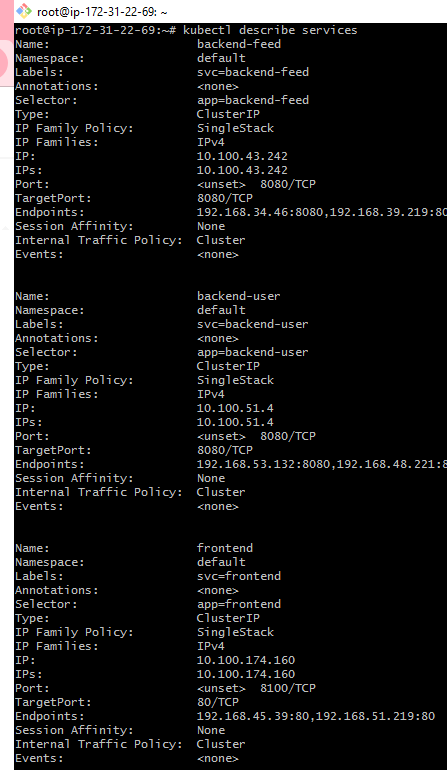 root@ip-172-31-22-69: ~
root@ip-172-31-22-69:~# kubectl describe services
Name: backend-feed
Namespace: default
Labels: svc=backend-feed
Annotations: <none>
Selector: app=backend-feed
Type: ClusterIP
IP Family Policy: SingleStack
IP Families: IPv4
IP: 10.100.43.242
IPs: 10.100.43.242
Port: <unset> 8080/TCP
TargetPort: 8080/TCP
Endpoints: 192.168.34.46:8080,192.168.39.219:80
Session Affinity: None
Internal Traffic Policy: Cluster
Events: <none>
Name: backend-user
Namespace: default
Labels: svc=backend-user
Annotations: <none>
Selector: app=backend-user
Type: ClusterIP
IP Family Policy: SingleStack
IP Families: IPv4
IP: 10.100.51.4
IPs: 10.100.51.4
Port: <unset> 8080/TCP
TargetPort: 8080/TCP
Endpoints: 192.168.53.132:8080,192.168.48.221:8
Session Affinity: None
Internal Traffic Policy: Cluster
Events: <none>
Name: frontend
Namespace: default
Labels: svc=frontend
Annotations: <none>
Selector: app=frontend
Type: ClusterIP
IP Family Policy: SingleStack
IP Families: IPv4
IP: 10.100.174.160
IPs: 10.100.174.160
Port: <unset> 8100/TCP
TargetPort: 80/TCP
Endpoints: 192.168.45.39:80,192.168.51.219:80
Session Affinity: None
Internal Traffic Policy: Cluster
Events: <none>